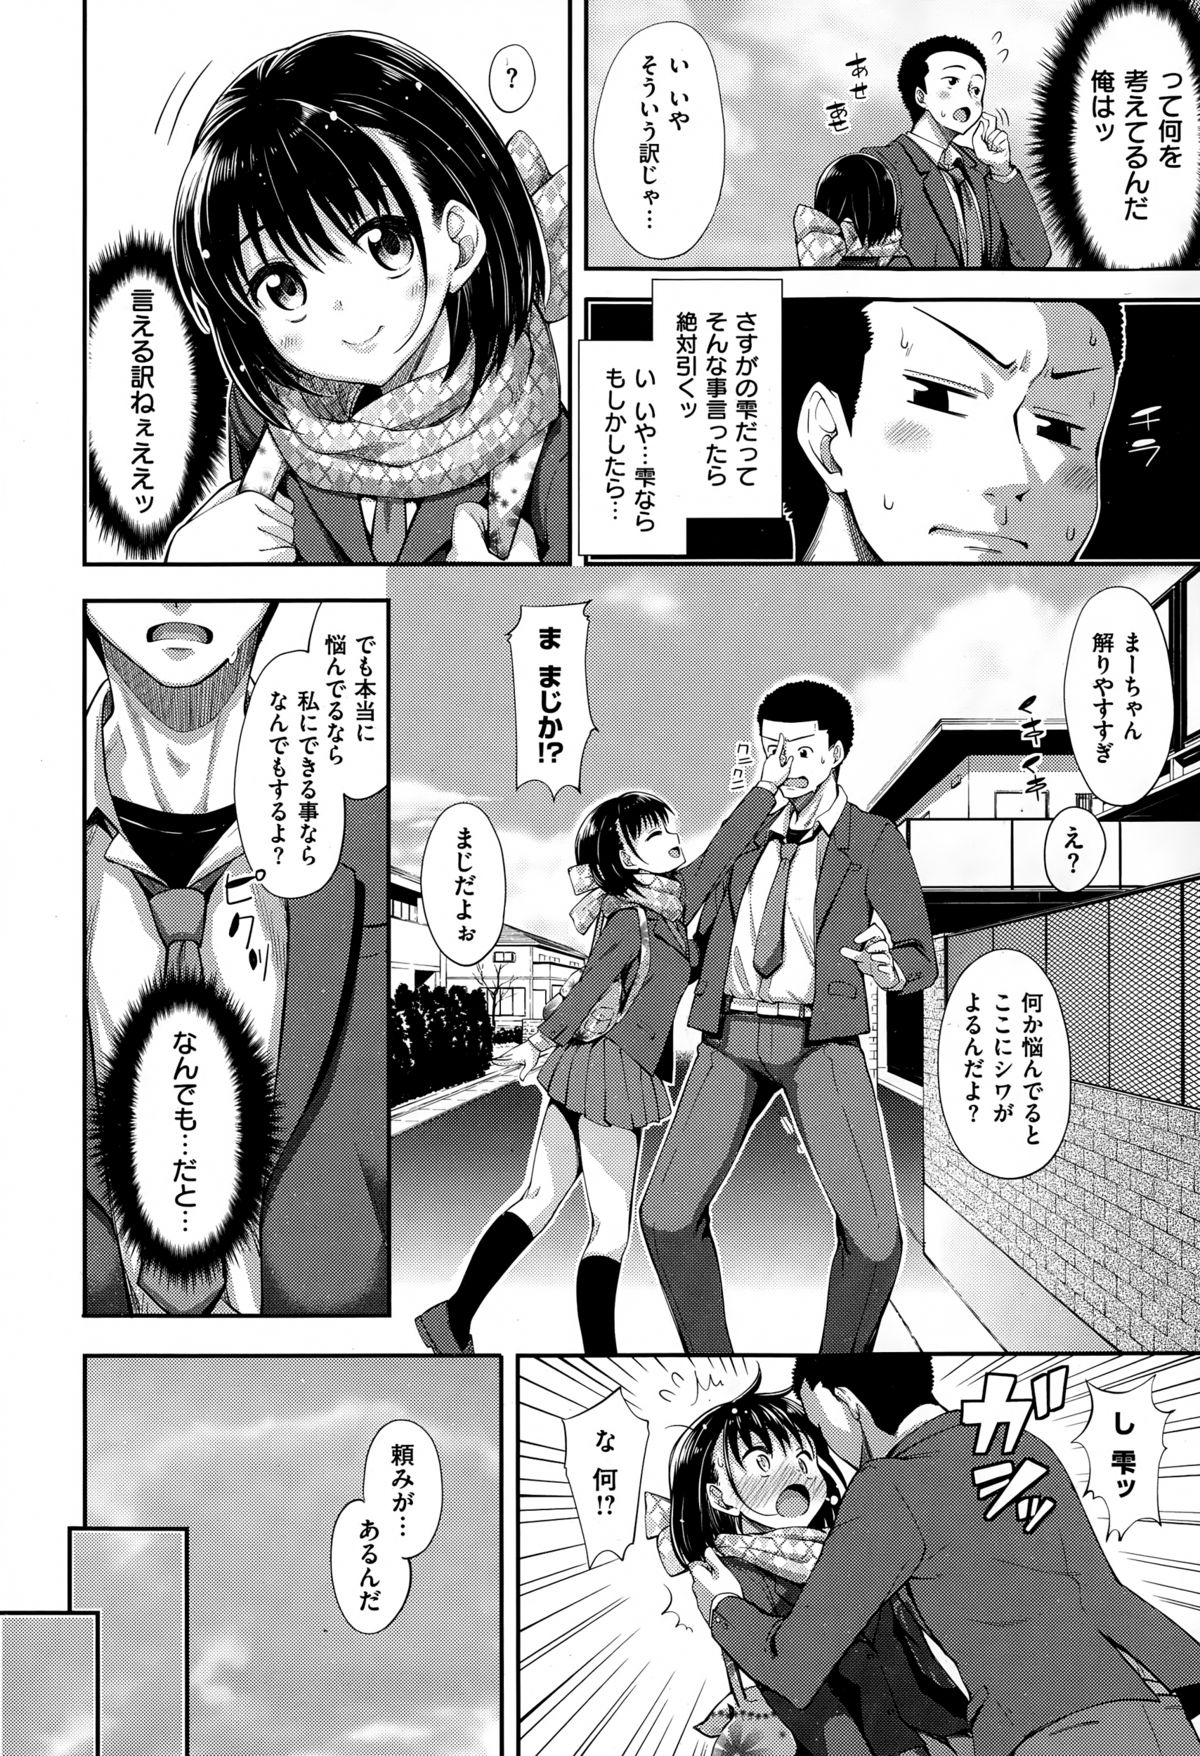 って何を
考えてるんだ
俺はッ
あせ
あせ
い いや
そういう訳じゃ…
さすがの雫だって
そんな事言ったら
絶対引くッ
い いや…雫なら
もしかしたら…
?
言える訳ねぇええッ
まーちゃん
解りやすすぎ
くすくす
え?
何か悩んでると
ここにシワが
よるんだよ?
クニクニ
ま まじか!?
まじだよぉ
でも本当に
悩んでるなら
私にできる事なら
なんでもするよ?
ピクッ
なんでも…だと…
し 雫ッ
ガシッ
な 何!?
頼みが…
あるんだ